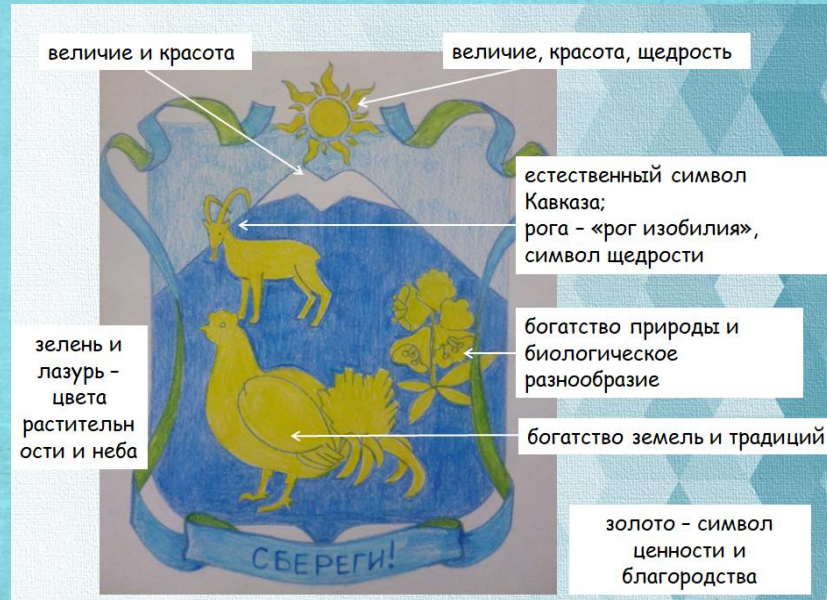 величие и красота
величие, красота, щедрость
естественный символ
Кавказа;
рога – «рог изобилия»,
символ щедрости
богатство природы и
биологическое
разнообразие
зелень и
лазурь –
цвета
растительн
ости и неба
богатство земель и традиций
золото – символ
ценности и
благородства
СБЕРЕГИ!